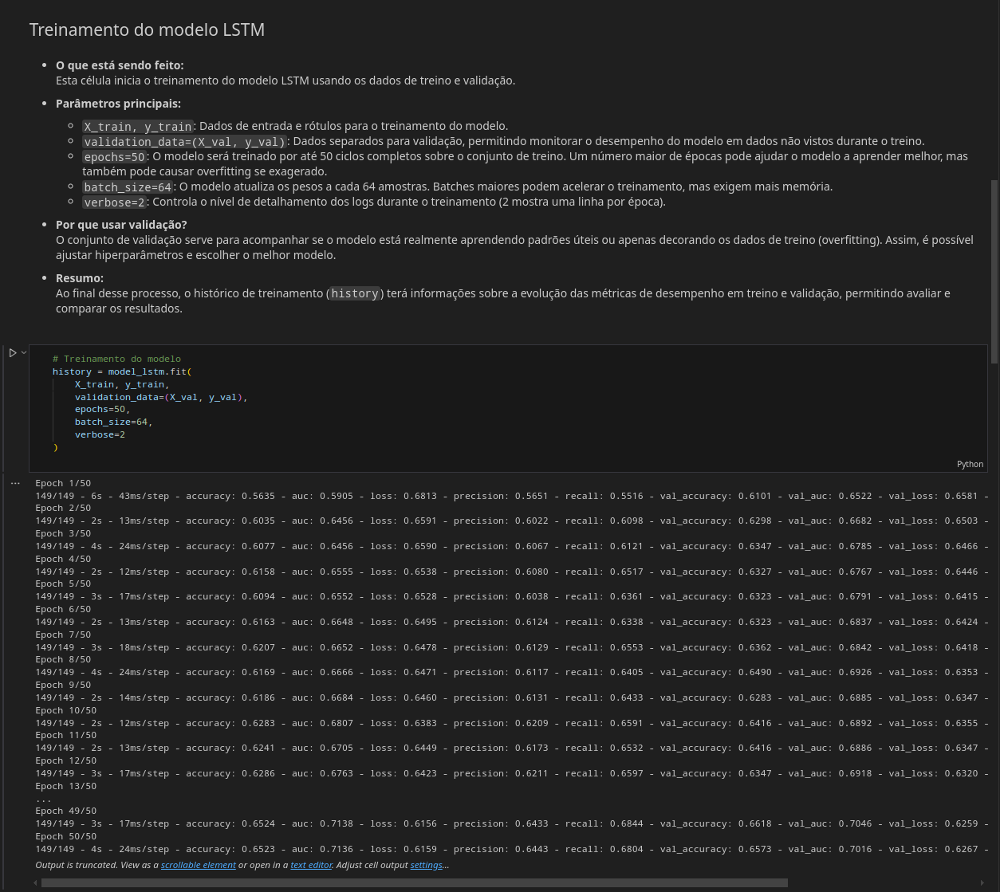 Treinamento do modelo LSTM
• O que está sendo feito:
Esta célula inicia o treinamento do modelo LSTM usando os dados de treino e validação.
• Parâmetros principais:
○ X_train, y_train: Dados de entrada e rótulos para o treinamento do modelo.
○ validation_data=(X_val, y_val): Dados separados para validação, permitindo monitorar o desempenho do modelo em dados não vistos durante o treino.
○ epochs=50: O modelo será treinado por até 50 ciclos completos sobre o conjunto de treino. Um número maior de épocas pode ajudar o modelo a aprender melhor, mas
também pode causar overfitting se exagerado.
○ batch_size=64: O modelo atualiza os pesos a cada 64 amostras. Batches maiores podem acelerar o treinamento, mas exigem mais memória.
○ verbose=2: Controla o nível de detalhamento dos logs durante o treinamento (2 mostra uma linha por época).
• Por que usar validação?
O conjunto de validação serve para acompanhar se o modelo está realmente aprendendo padrões úteis ou apenas decorando os dados de treino (overfitting). Assim, é possível
ajustar hiperparâmetros e escolher o melhor modelo.
• Resumo:
Ao final desse processo, o histórico de treinamento (history) terá informações sobre a evolução das métricas de desempenho em treino e validação, permitindo avaliar e
comparar os resultados.
# Treinamento do modelo
history = model_lstm.fit(
    X_train, y_train,
    validation_data=(X_val, y_val),
    epochs=50,
    batch_size=64,
    verbose=2
)
Python
...
Epoch 1/50
149/149 - 6s - 43ms/step - accuracy: 0.5635 - auc: 0.5905 - loss: 0.6813 - precision: 0.5651 - recall: 0.5516 - val_accuracy: 0.6101 - val_auc: 0.6522 - val_loss: 0.6581 -
Epoch 2/50
149/149 - 2s - 13ms/step - accuracy: 0.6035 - auc: 0.6456 - loss: 0.6591 - precision: 0.6022 - recall: 0.6098 - val_accuracy: 0.6298 - val_auc: 0.6682 - val_loss: 0.6503 -
Epoch 3/50
149/149 - 4s - 24ms/step - accuracy: 0.6077 - auc: 0.6456 - loss: 0.6590 - precision: 0.6067 - recall: 0.6121 - val_accuracy: 0.6347 - val_auc: 0.6785 - val_loss: 0.6466 -
Epoch 4/50
149/149 - 2s - 12ms/step - accuracy: 0.6158 - auc: 0.6555 - loss: 0.6538 - precision: 0.6080 - recall: 0.6517 - val_accuracy: 0.6327 - val_auc: 0.6767 - val_loss: 0.6446 -
Epoch 5/50
149/149 - 3s - 17ms/step - accuracy: 0.6094 - auc: 0.6552 - loss: 0.6528 - precision: 0.6038 - recall: 0.6361 - val_accuracy: 0.6323 - val_auc: 0.6791 - val_loss: 0.6415 -
Epoch 6/50
149/149 - 2s - 13ms/step - accuracy: 0.6163 - auc: 0.6648 - loss: 0.6495 - precision: 0.6124 - recall: 0.6338 - val_accuracy: 0.6323 - val_auc: 0.6837 - val_loss: 0.6424 -
Epoch 7/50
149/149 - 3s - 18ms/step - accuracy: 0.6207 - auc: 0.6652 - loss: 0.6478 - precision: 0.6129 - recall: 0.6553 - val_accuracy: 0.6362 - val_auc: 0.6842 - val_loss: 0.6418 -
Epoch 8/50
149/149 - 4s - 24ms/step - accuracy: 0.6169 - auc: 0.6666 - loss: 0.6471 - precision: 0.6117 - recall: 0.6405 - val_accuracy: 0.6490 - val_auc: 0.6926 - val_loss: 0.6353 -
Epoch 9/50
149/149 - 2s - 14ms/step - accuracy: 0.6186 - auc: 0.6684 - loss: 0.6460 - precision: 0.6131 - recall: 0.6433 - val_accuracy: 0.6283 - val_auc: 0.6885 - val_loss: 0.6347 -
Epoch 10/50
149/149 - 2s - 12ms/step - accuracy: 0.6283 - auc: 0.6807 - loss: 0.6383 - precision: 0.6209 - recall: 0.6591 - val_accuracy: 0.6416 - val_auc: 0.6892 - val_loss: 0.6355 -
Epoch 11/50
149/149 - 2s - 13ms/step - accuracy: 0.6241 - auc: 0.6705 - loss: 0.6449 - precision: 0.6173 - recall: 0.6532 - val_accuracy: 0.6416 - val_auc: 0.6886 - val_loss: 0.6347 -
Epoch 12/50
149/149 - 3s - 17ms/step - accuracy: 0.6286 - auc: 0.6763 - loss: 0.6423 - precision: 0.6211 - recall: 0.6597 - val_accuracy: 0.6347 - val_auc: 0.6918 - val_loss: 0.6320 -
Epoch 13/50
...
Epoch 49/50
149/149 - 3s - 17ms/step - accuracy: 0.6524 - auc: 0.7138 - loss: 0.6156 - precision: 0.6433 - recall: 0.6844 - val_accuracy: 0.6618 - val_auc: 0.7046 - val_loss: 0.6259 -
Epoch 50/50
149/149 - 4s - 24ms/step - accuracy: 0.6523 - auc: 0.7136 - loss: 0.6159 - precision: 0.6443 - recall: 0.6804 - val_accuracy: 0.6573 - val_auc: 0.7016 - val_loss: 0.6267 -
Output is truncated. View as a scrollable element or open in a text editor. Adjust cell output settings...